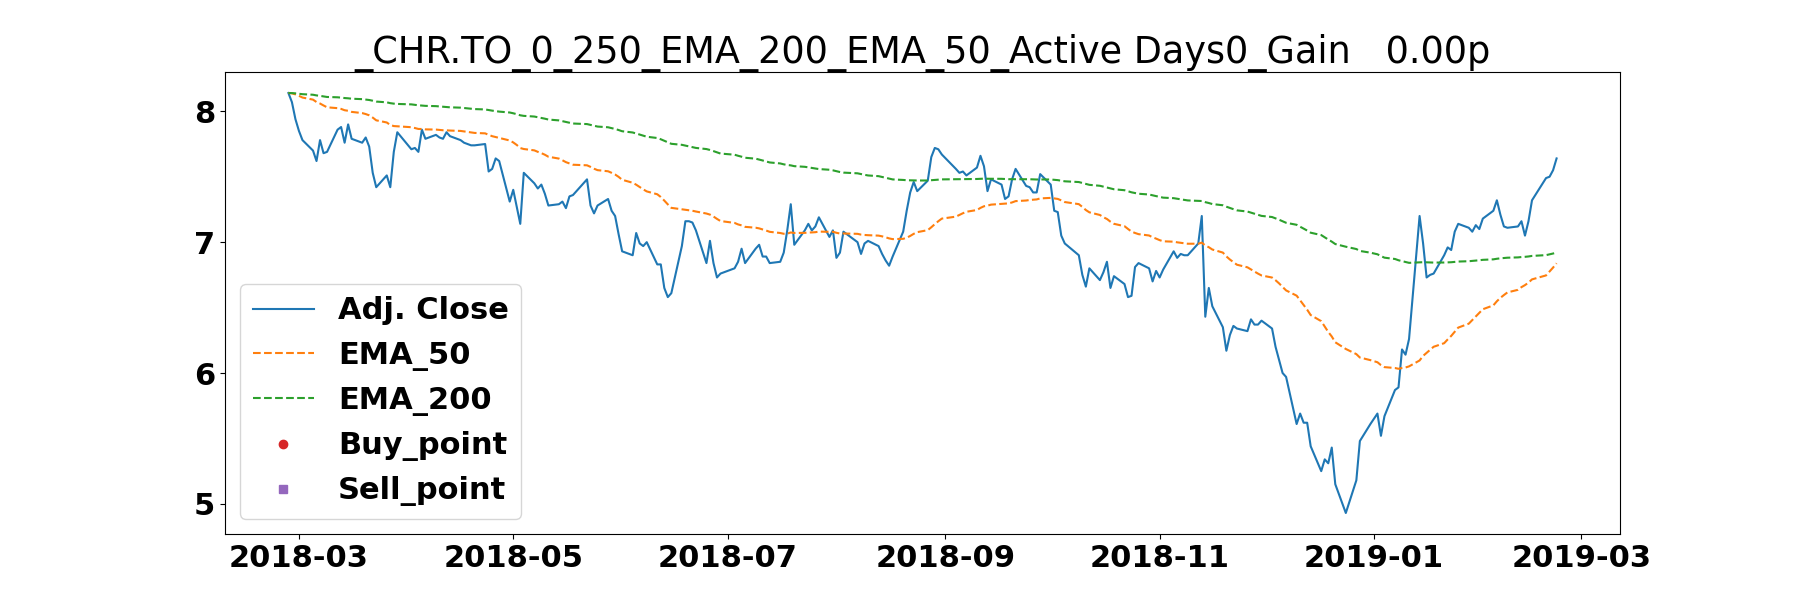 _CHR.TO_0_250_EMA_200_EMA_50_Active Days0_Gain   0.00p
8
7
6
5
Adj. Close
EMA_50
EMA_200
Buy_point
Sell_point
2018-03 2018-05 2018-07 2018-09 2018-11 2019-01 2019-03